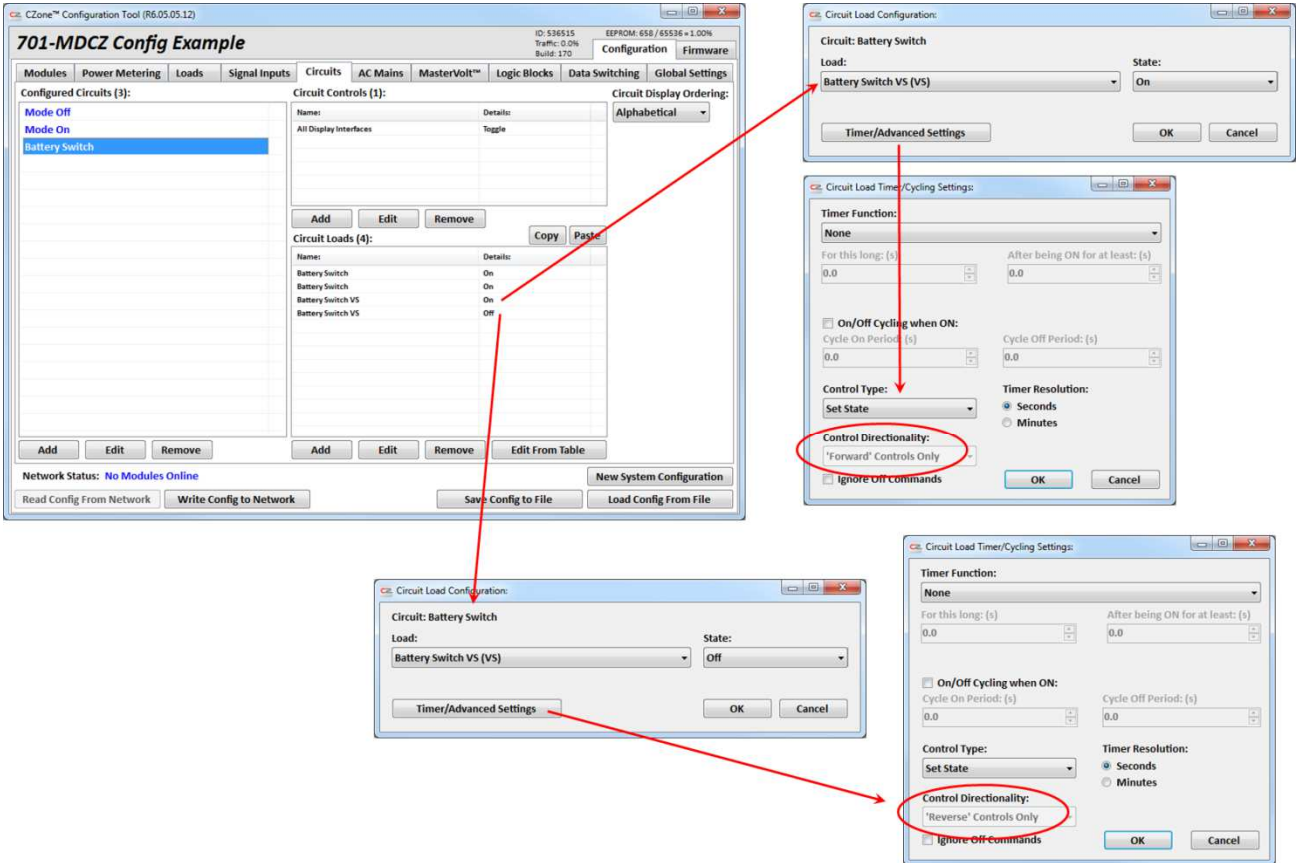 CZone™ Configuration Tool (R6.05.05.12)
701-MDCZ Config Example
ID: 536515
Traffic: 0.0%
Build: 170
EEPROM: 658 / 65536 = 1.00%
Configuration Firmware
Modules Power Metering Loads Signal Inputs Circuits AC Mains MasterVolt™ Logic Blocks Data Switching Global Settings
Configured Circuits (3):
Mode Off
Mode On
Battery Switch
Add Edit Remove
Circuit Controls (1):
Name: Details:
All Display Interfaces Toggle
Add Edit Remove
Circuit Display Ordering:
Alphabetical
Copy Paste
Circuit Loads (4):
Name: Details:
Battery Switch On
Battery Switch On
Battery Switch VS On
Battery Switch VS Off
Add Edit Remove Edit From Table
Network Status: No Modules Online
New System Configuration
Read Config From Network Write Config to Network Save Config to File Load Config From File
Circuit Load Configuration:
Circuit: Battery Switch
Load: State:
Battery Switch VS (VS) On
Timer/Advanced Settings OK Cancel
Circuit Load Timer/Cycling Settings:
Timer Function:
None
For this long: (s) After being ON for at least: (s)
0.0 0.0
On/Off Cycling when ON:
Cycle On Period: (s) Cycle Off Period: (s)
0.0 0.0
Control Type: Timer Resolution:
Set State Seconds
Minutes
Control Directionality:
'Forward' Controls Only
Ignore Off Commands OK Cancel
Circuit Load Configuration:
Circuit: Battery Switch
Load: State:
Battery Switch VS (VS) Off
Timer/Advanced Settings OK Cancel
Circuit Load Timer/Cycling Settings:
Timer Function:
None
For this long: (s) After being ON for at least: (s)
0.0 0.0
On/Off Cycling when ON:
Cycle On Period: (s) Cycle Off Period: (s)
0.0 0.0
Control Type: Timer Resolution:
Set State Seconds
Minutes
Control Directionality:
'Reverse' Controls Only
Ignore Off Commands OK Cancel